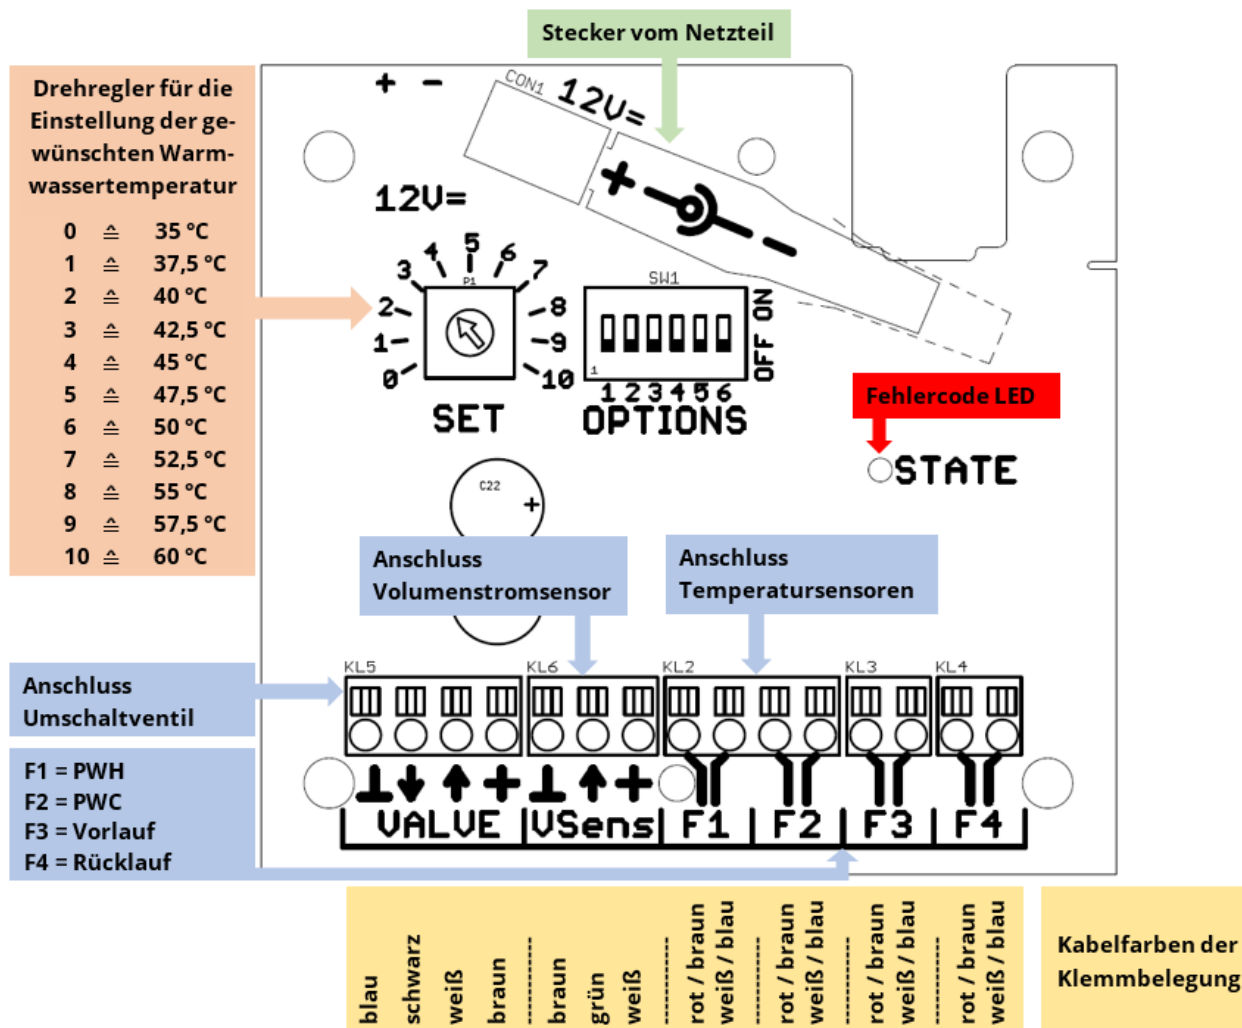 Stecker vom Netzteil
Drehregler für die
Einstellung der ge-
wünschten Warm-
wassertemperatur
0 ≙ 35 °C
1 ≙ 37,5 °C
2 ≙ 40 °C
3 ≙ 42,5 °C
4 ≙ 45 °C
5 ≙ 47,5 °C
6 ≙ 50 °C
7 ≙ 52,5 °C
8 ≙ 55 °C
9 ≙ 57,5 °C
10 ≙ 60 °C
+ −
CON1
12V=
+
12V=
0 1 2 3 4 5 6 7 8 9 10
P1
SET
SW1
OFF ON
1
1 2 3 4 5 6
OPTIONS
Fehlercode LED
STATE
C22
+
Anschluss
Volumenstromsensor
Anschluss
Temperatursensoren
Anschluss
Umschaltventil
KL5 KL6 KL2 KL3 KL4
F1 = PWH
F2 = PWC
F3 = Vorlauf
F4 = Rücklauf
⊥ ↓ ↑ + ⊥ ↑ +
VALVE VSens F1 F2 F3 F4
blau
schwarz
weiß
braun
braun
grün
weiß
rot / braun
weiß / blau
rot / braun
weiß / blau
rot / braun
weiß / blau
rot / braun
weiß / blau
Kabelfarben der
Klemmbelegung